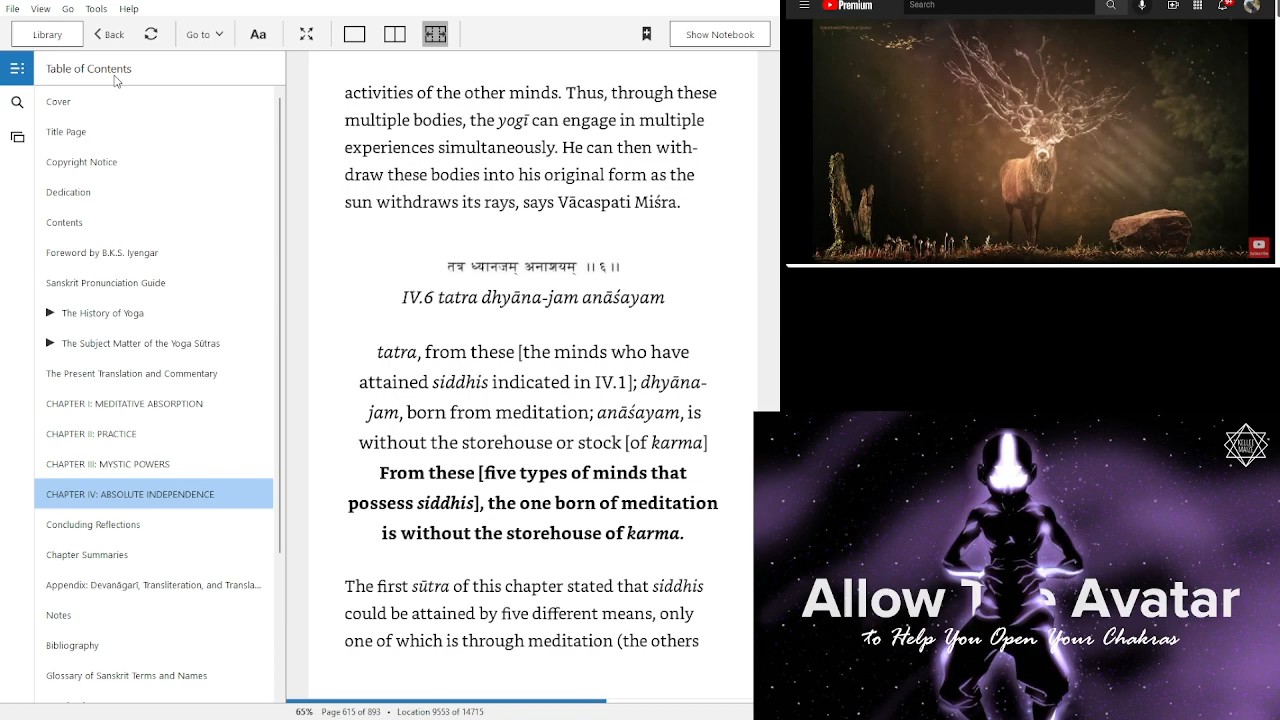 File View Go Tools Help
Library
Back
Go to
Aa
Show Notebook
Table of Contents
Cover
Title Page
Copyright Notice
Dedication
Contents
Foreword by B.K.S. Iyengar
Sanskrit Pronunciation Guide
The History of Yoga
The Subject Matter of the Yoga Sūtras
The Present Translation and Commentary
CHAPTER I: MEDITATIVE ABSORPTION
CHAPTER II: PRACTICE
CHAPTER III: MYSTIC POWERS
CHAPTER IV: ABSOLUTE INDEPENDENCE
Concluding Reflections
Chapter Summaries
Appendix: Devanāgarī, Transliteration, and Transla...
Notes
Bibliography
Glossary of Sanskrit Terms and Names
activities of the other minds. Thus, through these
multiple bodies, the yogī can engage in multiple
experiences simultaneously. He can then with-
draw these bodies into his original form as the
sun withdraws its rays, says Vācaspati Miśra.
तत्र ध्यानजम् अनाशयम् ॥६॥
IV.6 tatra dhyāna-jam anāśayam
tatra, from these [the minds who have
attained siddhis indicated in IV.1]; dhyāna-
jam, born from meditation; anāśayam, is
without the storehouse or stock [of karma]
From these [five types of minds that
possess siddhis], the one born of meditation
is without the storehouse of karma.
The first sūtra of this chapter stated that siddhis
could be attained by five different means, only
one of which is through meditation (the others
65% Page 615 of 893 • Location 9553 of 14715
Premium
Search
9+
Subscribe
Allow T e Avatar
to Help You Open Your Chakras